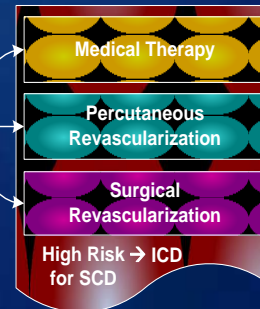 Medical Therapy
Percutaneous
Revascularization
Surgical
Revascularization
High Risk → ICD
for SCD